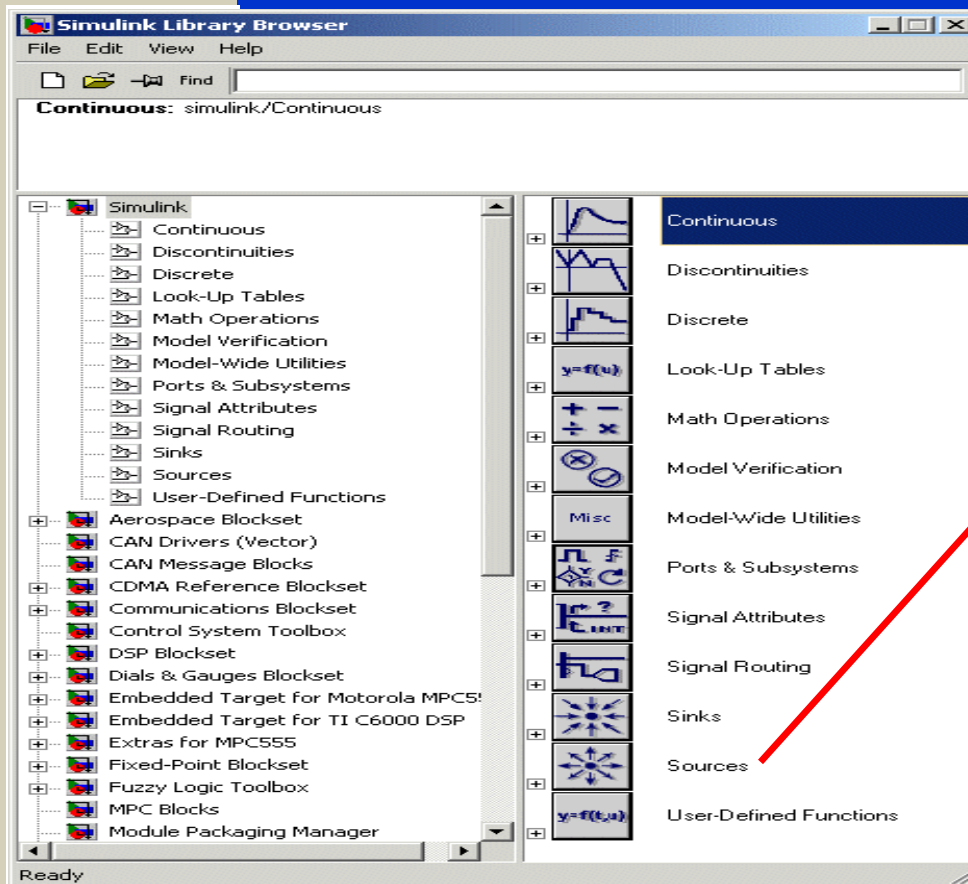 Simulink Library Browser
File Edit View Help
Find
Continuous: simulink/Continuous
Simulink
Continuous
Discontinuities
Discrete
Look-Up Tables
Math Operations
Model Verification
Model-Wide Utilities
Ports & Subsystems
Signal Attributes
Signal Routing
Sinks
Sources
User-Defined Functions
Aerospace Blockset
CAN Drivers (Vector)
CAN Message Blocks
CDMA Reference Blockset
Communications Blockset
Control System Toolbox
DSP Blockset
Dials & Gauges Blockset
Embedded Target for Motorola MPC5
Embedded Target for TI C6000 DSP
Extras for MPC555
Fixed-Point Blockset
Fuzzy Logic Toolbox
MPC Blocks
Module Packaging Manager
Continuous
Discontinuities
Discrete
y=f(u) Look-Up Tables
+ − ÷ × Math Operations
Model Verification
Misc Model-Wide Utilities
Ports & Subsystems
? INT Signal Attributes
Signal Routing
Sinks
Sources
y=f(t,u) User-Defined Functions
Ready